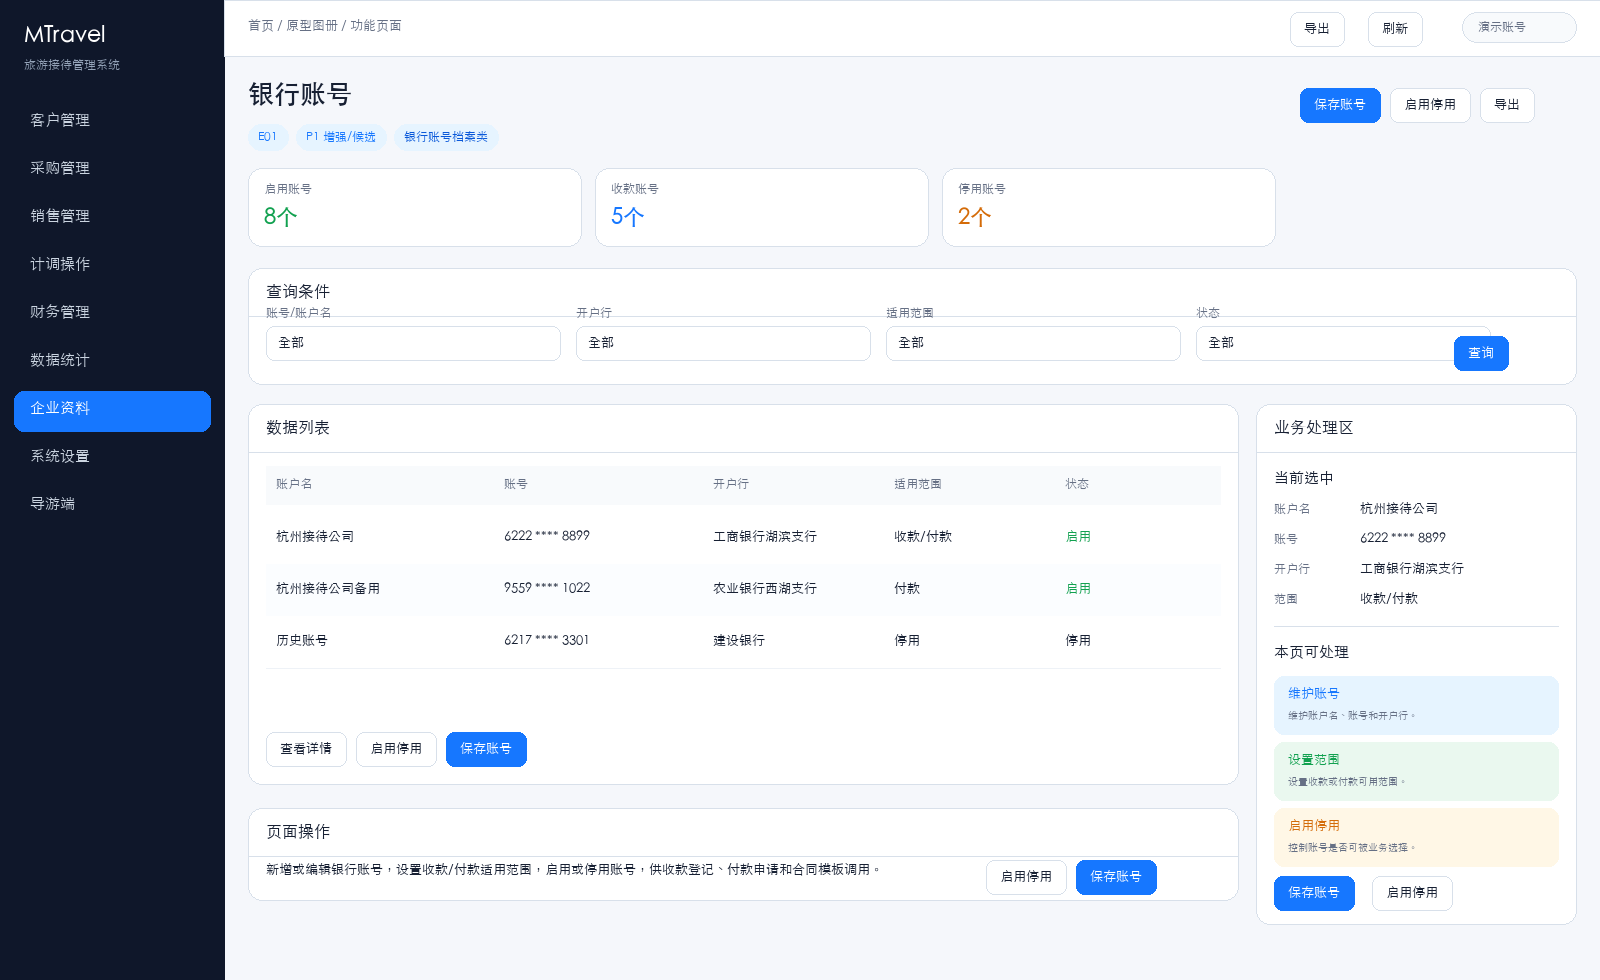 MTravel
旅游接待管理系统
客户管理
采购管理
销售管理
计调操作
财务管理
数据统计
企业资料
系统设置
导游端
首页 / 原型图册 / 功能页面
导出
刷新
演示账号
银行账号
保存账号
启用停用
导出
E01
P1 增强/候选
银行账号档案类
启用账号
8个
收款账号
5个
停用账号
2个
查询条件
账号/账户名
开户行
适用范围
状态
全部
全部
全部
全部
查询
数据列表
账户名 账号 开户行 适用范围 状态
杭州接待公司 6222 **** 8899 工商银行湖滨支行 收款/付款 启用
杭州接待公司备用 9559 **** 1022 农业银行西湖支行 付款 启用
历史账号 6217 **** 3301 建设银行 停用 停用
查看详情
启用停用
保存账号
页面操作
新增或编辑银行账号，设置收款/付款适用范围，启用或停用账号，供收款登记、付款申请和合同模板调用。
启用停用
保存账号
业务处理区
当前选中
账户名 杭州接待公司
账号 6222 **** 8899
开户行 工商银行湖滨支行
范围 收款/付款
本页可处理
维护账号
维护账户名、账号和开户行。
设置范围
设置收款或付款可用范围。
启用停用
控制账号是否可被业务选择。
保存账号
启用停用